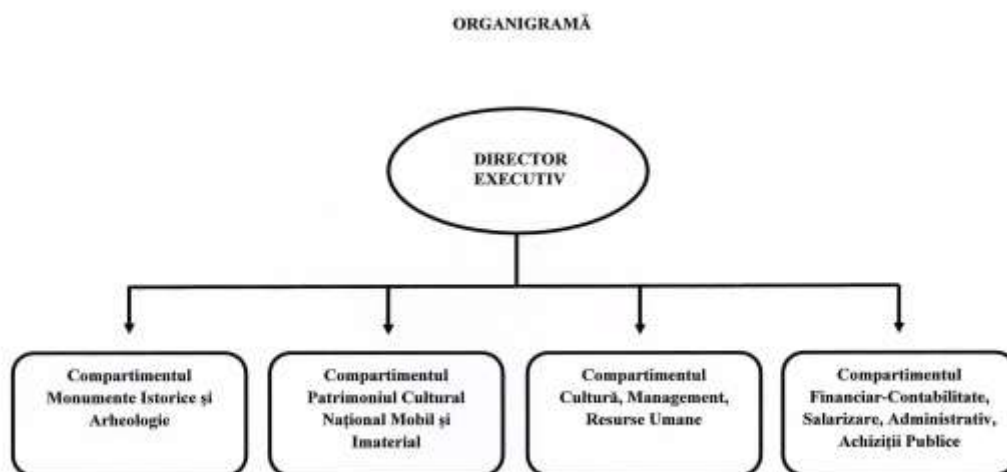 ORGANIGRAMĂ
DIRECTOR
EXECUTIV
Compartimentul
Monumente Istorice și
Arheologie
Compartimentul
Patrimoniul Cultural
Național Mobil și
Imaterial
Compartimentul
Cultură, Management,
Resurse Umane
Compartimentul
Financiar-Contabilitate,
Salarizare, Administrativ,
Achiziții Publice